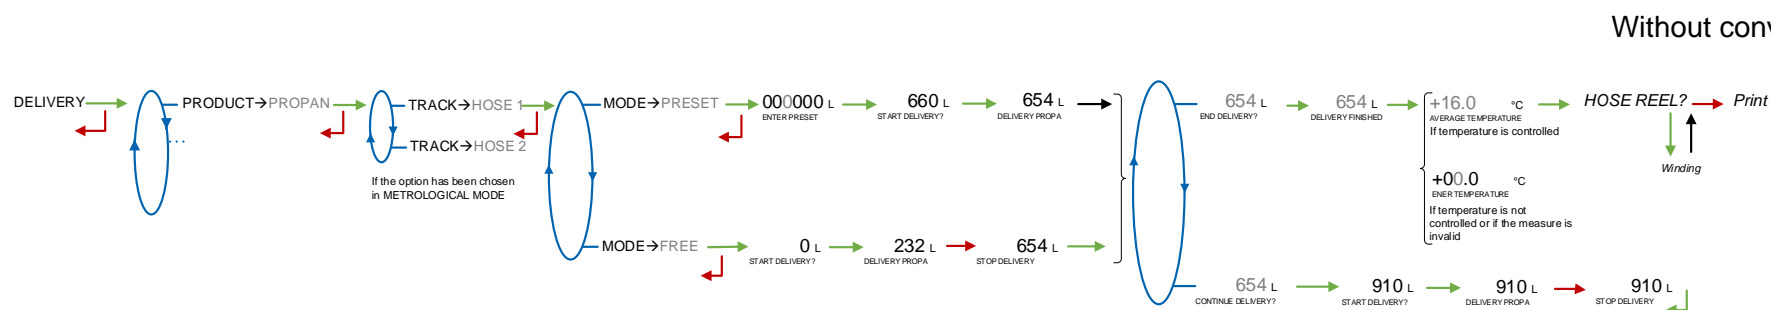 Without conv
DELIVERY
PRODUCT→PROPAN
...
TRACK→HOSE 1
TRACK→HOSE 2
If the option has been chosen
in METROLOGICAL MODE
MODE→PRESET
000000 L
ENTER PRESET
660 L
START DELIVERY?
654 L
DELIVERY PROPA
MODE→FREE
0 L
START DELIVERY?
232 L
DELIVERY PROPA
654 L
STOP DELIVERY
654 L
END DELIVERY?
654 L
DELIVERY FINISHED
+16.0 °C
AVERAGE TEMPERATURE
If temperature is controlled
+00.0 °C
ENER TEMPERATURE
If temperature is not
controlled or if the measure is
invalid
HOSE REEL?
Print
Winding
654 L
CONTINUE DELIVERY?
910 L
START DELIVERY?
910 L
DELIVERY PROPA
910 L
STOP DELIVERY